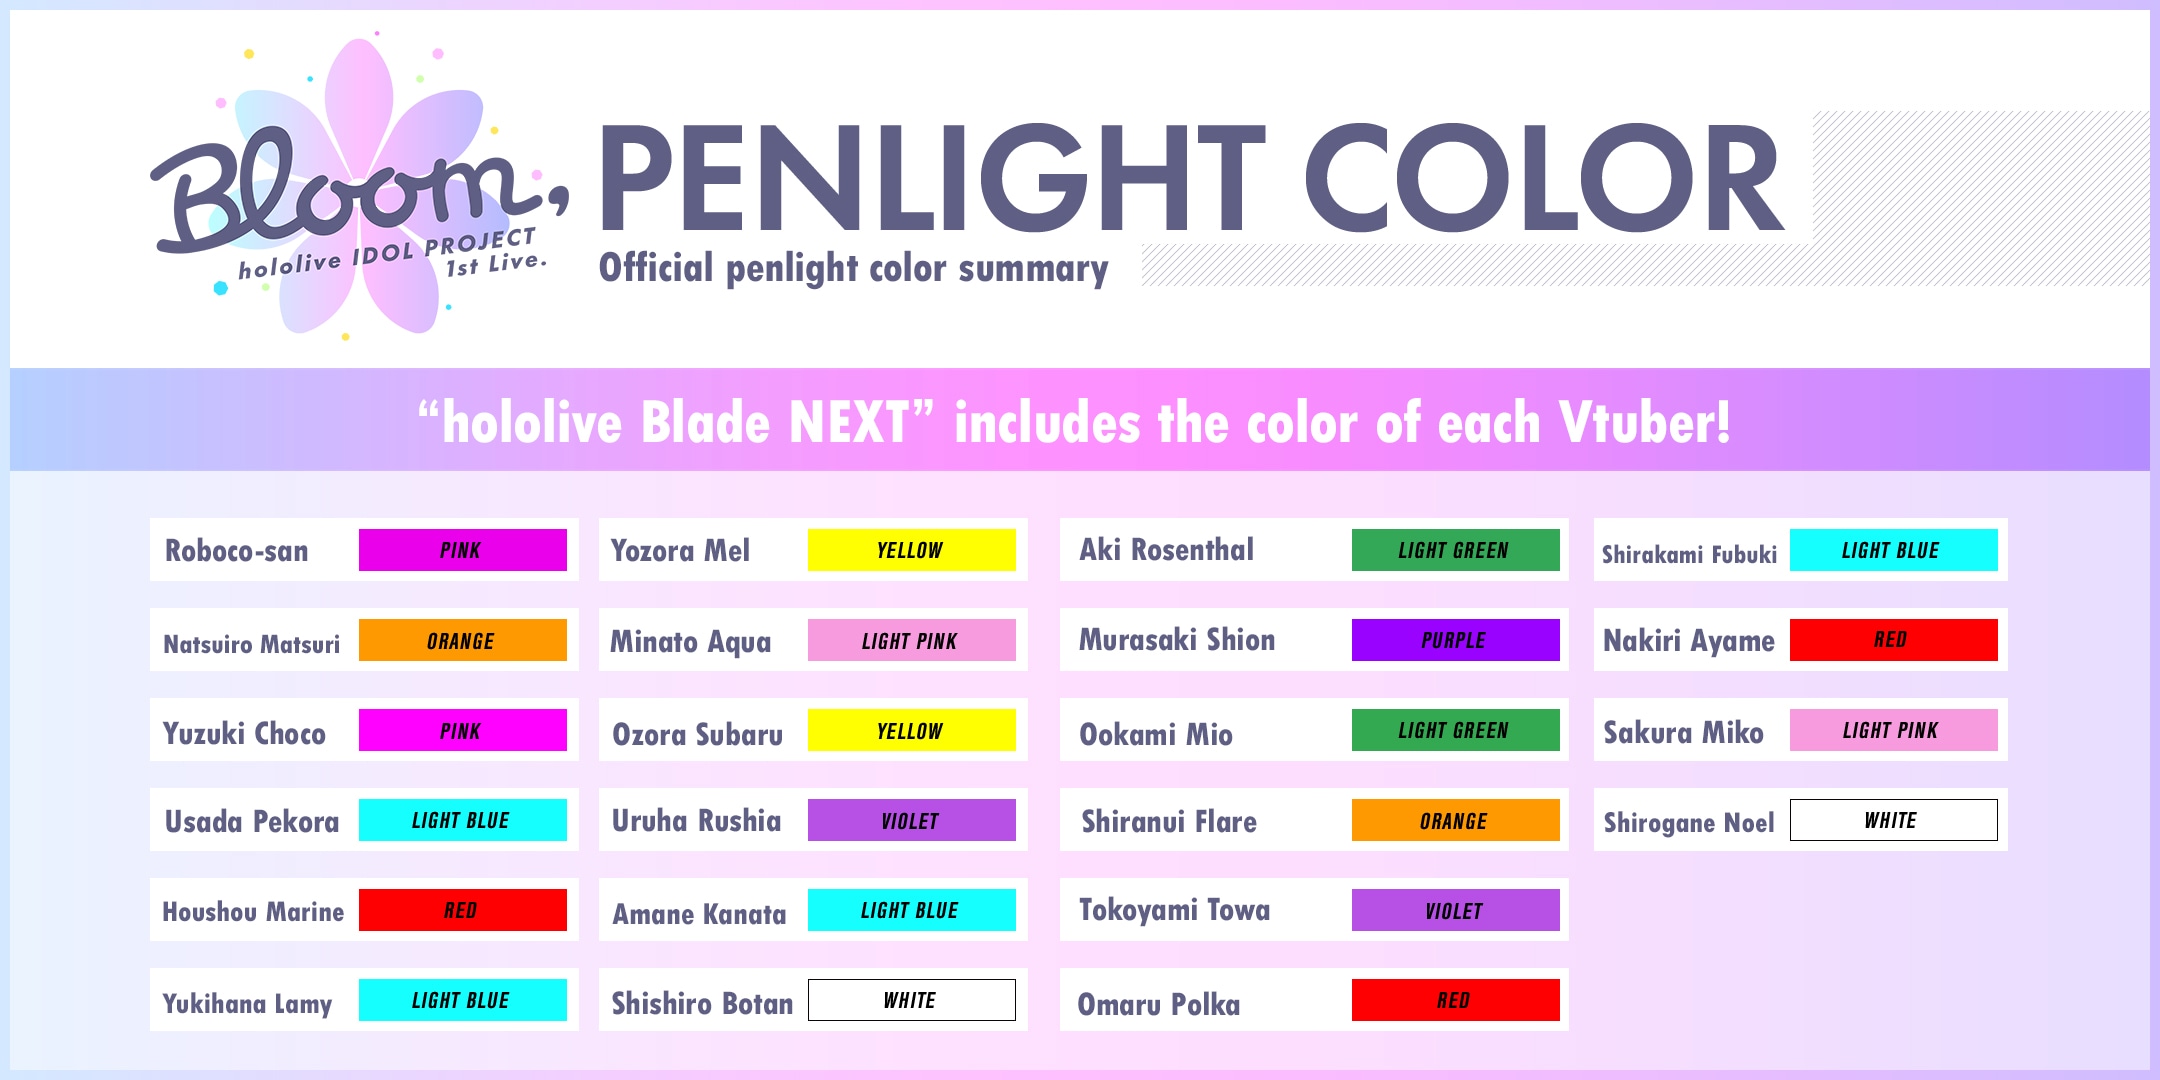 Bloom,
hololive IDOL PROJECT
1st Live.
PENLIGHT COLOR
Official penlight color summary
“hololive Blade NEXT” includes the color of each Vtuber!
Roboco-san PINK Yozora Mel YELLOW Aki Rosenthal LIGHT GREEN Shirakami Fubuki LIGHT BLUE
Natsuiro Matsuri ORANGE Minato Aqua LIGHT PINK Murasaki Shion PURPLE Nakiri Ayame RED
Yuzuki Choco PINK Ozora Subaru YELLOW Ookami Mio LIGHT GREEN Sakura Miko LIGHT PINK
Usada Pekora LIGHT BLUE Uruha Rushia VIOLET Shiranui Flare ORANGE Shirogane Noel WHITE
Houshou Marine RED Amane Kanata LIGHT BLUE Tokoyami Towa VIOLET
Yukihana Lamy LIGHT BLUE Shishiro Botan WHITE Omaru Polka RED